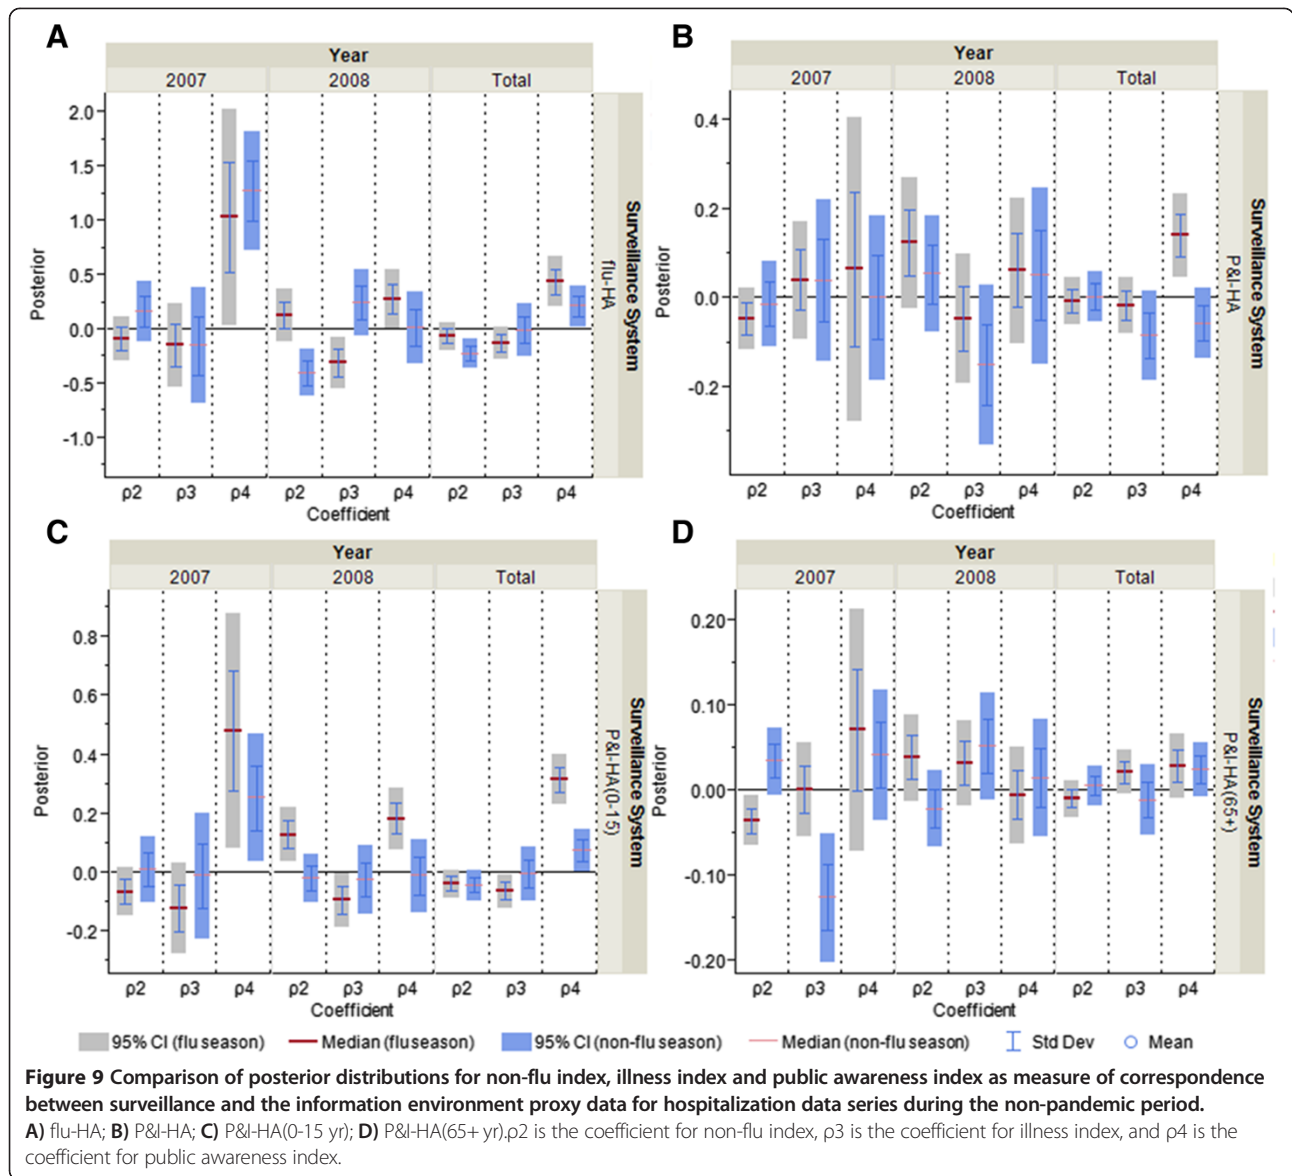 A
Year
2007 2008 Total
2.0
1.5
1.0
0.5
0.0
-0.5
-1.0
Posterior
flu-HA
Surveillance System
ρ2 ρ3 ρ4 ρ2 ρ3 ρ4 ρ2 ρ3 ρ4
Coefficient
B
Year
2007 2008 Total
0.4
0.2
0.0
-0.2
Posterior
P&I-HA
Surveillance System
ρ2 ρ3 ρ4 ρ2 ρ3 ρ4 ρ2 ρ3 ρ4
Coefficient
C
Year
2007 2008 Total
0.8
0.6
0.4
0.2
0.0
-0.2
Posterior
P&I-HA(0-15)
Surveillance System
ρ2 ρ3 ρ4 ρ2 ρ3 ρ4 ρ2 ρ3 ρ4
Coefficient
D
Year
2007 2008 Total
0.20
0.10
0.00
-0.10
-0.20
Posterior
P&I-HA(65+)
Surveillance System
ρ2 ρ3 ρ4 ρ2 ρ3 ρ4 ρ2 ρ3 ρ4
Coefficient
95% CI (flu season) Median (flu season) 95% CI (non-flu season) Median (non-flu season) Std Dev Mean
Figure 9 Comparison of posterior distributions for non-flu index, illness index and public awareness index as measure of correspondence
between surveillance and the information environment proxy data for hospitalization data series during the non-pandemic period.
A) flu-HA; B) P&I-HA; C) P&I-HA(0-15 yr); D) P&I-HA(65+ yr).ρ2 is the coefficient for non-flu index, ρ3 is the coefficient for illness index, and ρ4 is the
coefficient for public awareness index.